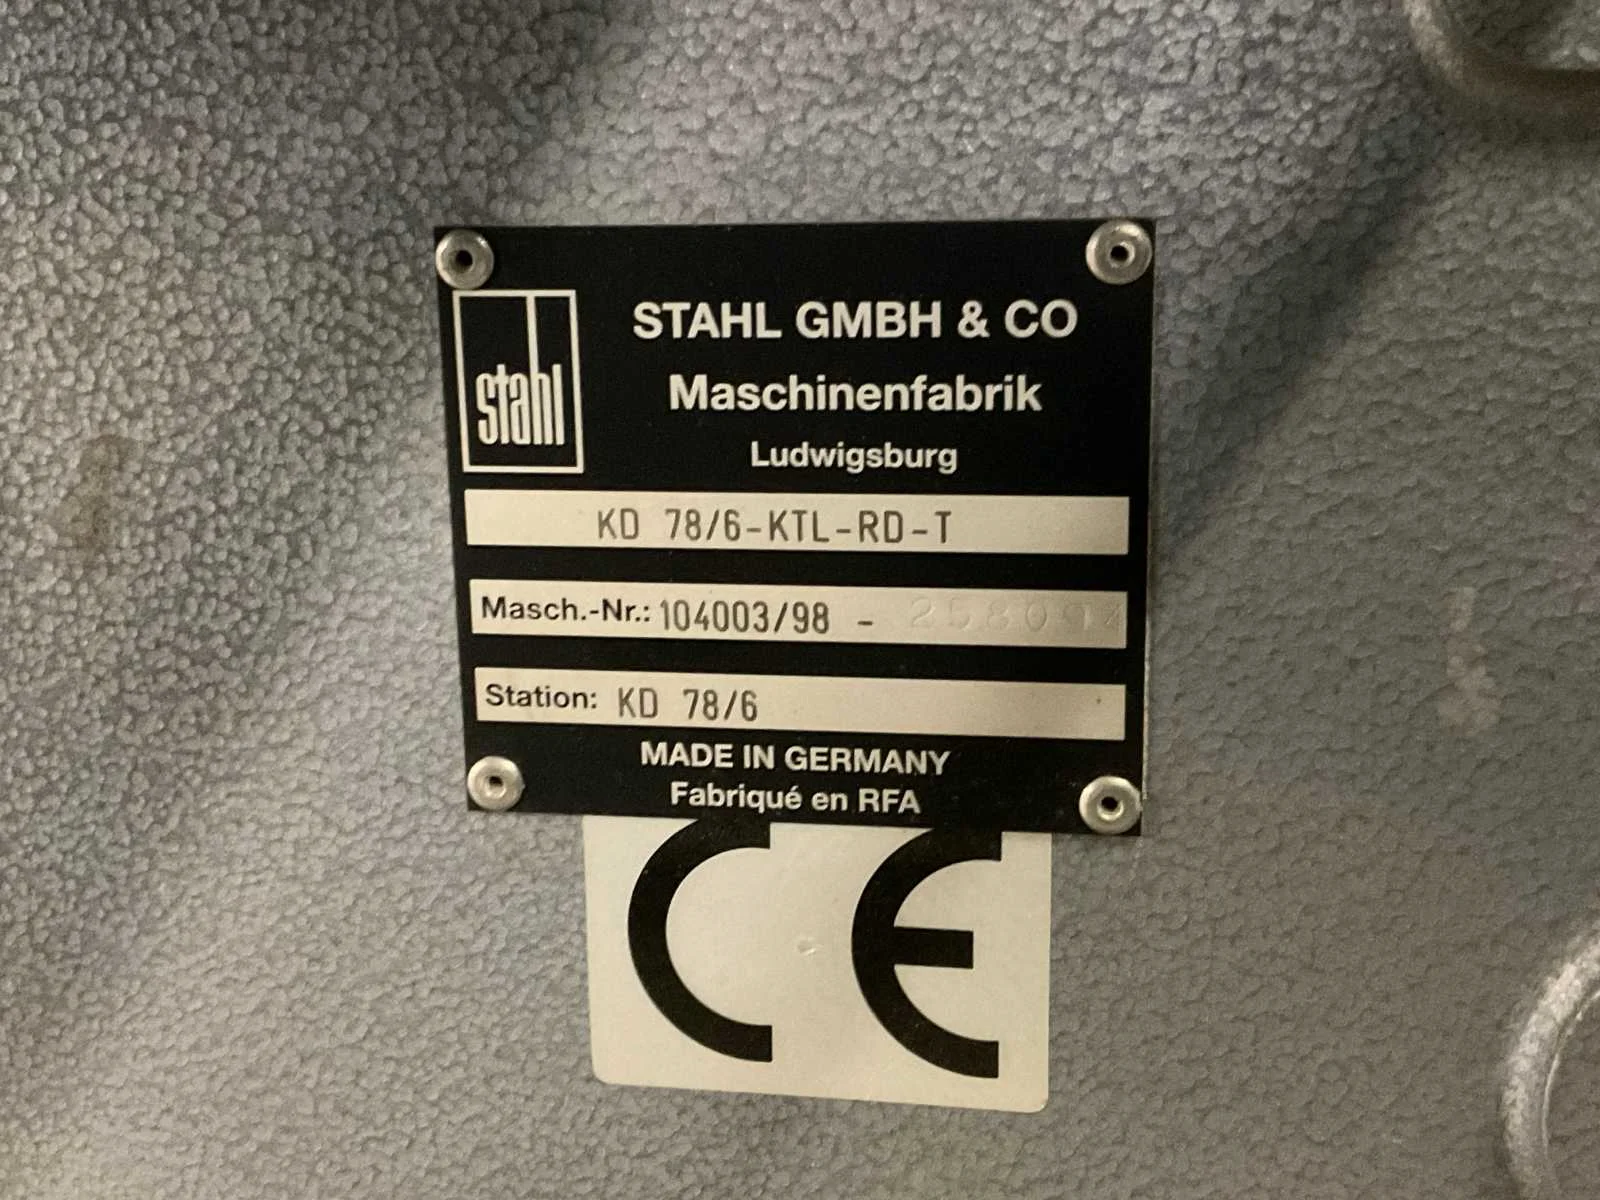 stahl
STAHL GMBH & CO
Maschinenfabrik
Ludwigsburg
KD 78/6-KTL-RD-T
Masch.-Nr.: 104003/98 -
Station: KD 78/6
MADE IN GERMANY
Fabriqué en RFA
CE